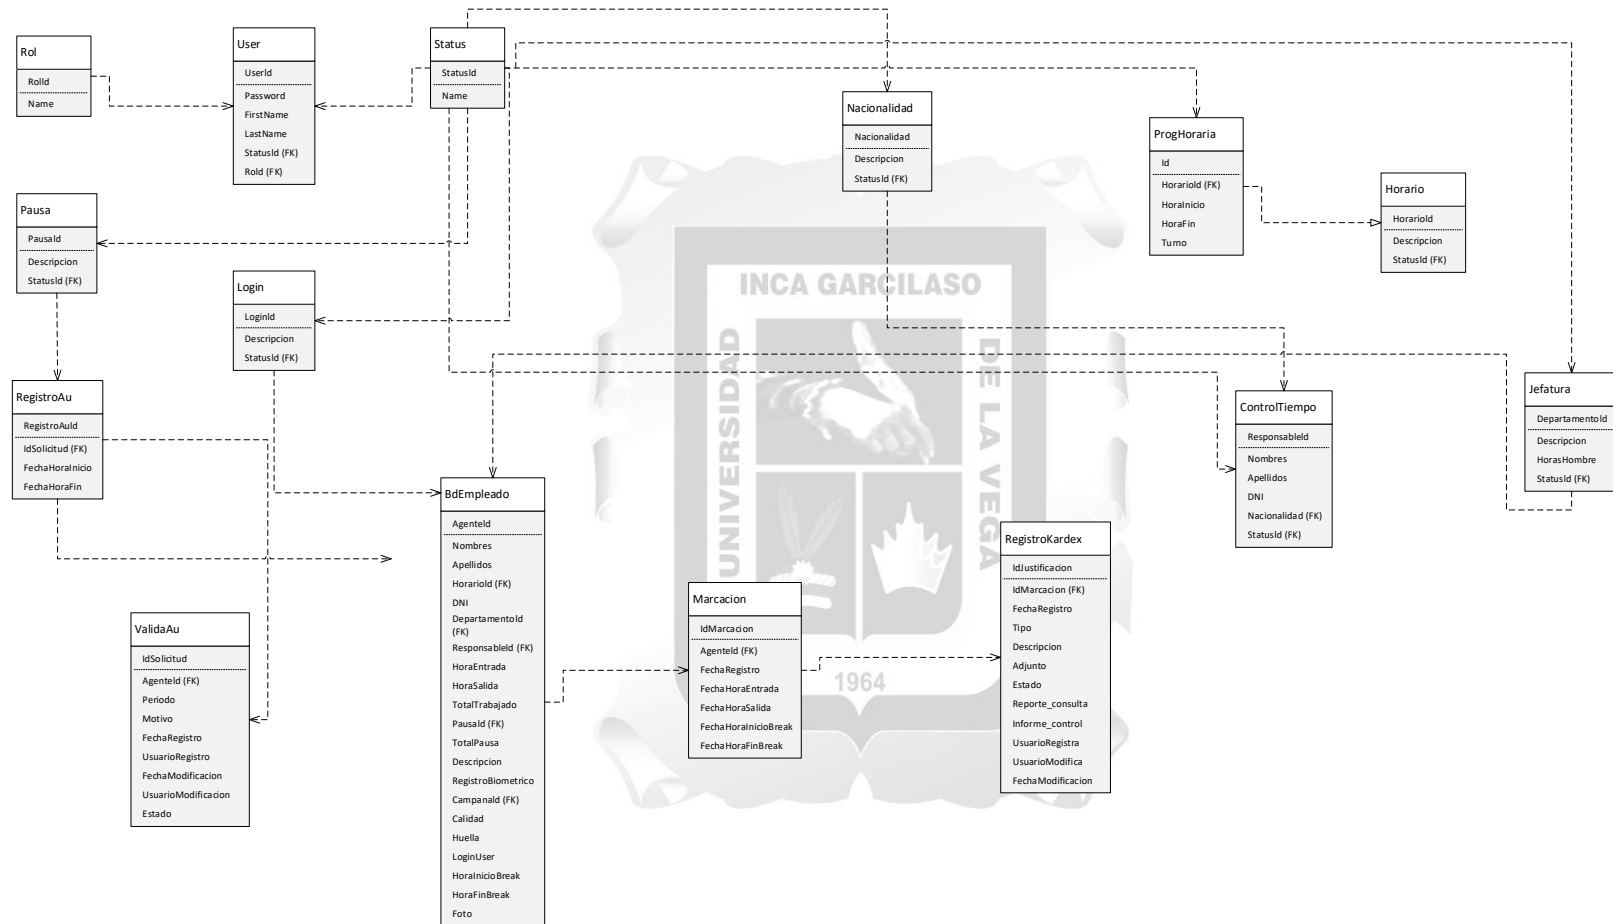 Rol
RolId
Name
User
UserId
Password
FirstName
LastName
StatusId (FK)
RoId (FK)
Status
StatusId
Name
Nacionalidad
Nacionalidad
Descripcion
StatusId (FK)
ProgHoraria
Id
HorarioId (FK)
HoraInicio
HoraFin
Turno
Horario
HorarioId
Descripcion
StatusId (FK)
Pausa
PausaId
Descripcion
StatusId (FK)
Login
LoginId
Descripcion
StatusId (FK)
INCA GARCILASO
UNIVERSIDAD
DE LA VEGA
1964
RegistroAu
RegistroAuId
IdSolicitud (FK)
FechaHoraInicio
FechaHoraFin
ControlTiempo
ResponsableId
Nombres
Apellidos
DNI
Nacionalidad (FK)
StatusId (FK)
Jefatura
DepartamentoId
Descripcion
HorasHombre
StatusId (FK)
BdEmpleado
AgenteId
Nombres
Apellidos
HorarioId (FK)
DNI
DepartamentoId
(FK)
ResponsableId (FK)
HoraEntrada
HoraSalida
TotalTrabajado
PausaId (FK)
TotalPausa
Descripcion
RegistroBiometrico
CampanaId (FK)
Calidad
Huella
LoginUser
HoraInicioBreak
HoraFinBreak
Foto
ValidaAu
IdSolicitud
AgenteId (FK)
Periodo
Motivo
FechaRegistro
UsuarioRegistro
FechaModificacion
UsuarioModificacion
Estado
Marcacion
IdMarcacion
AgenteId (FK)
FechaRegistro
FechaHoraEntrada
FechaHoraSalida
FechaHoraInicioBreak
FechaHoraFinBreak
RegistroKardex
IdJustificacion
IdMarcacion (FK)
FechaRegistro
Tipo
Descripcion
Adjunto
Estado
Reporte_consulta
Informe_control
UsuarioRegistra
UsuarioModifica
FechaModificacion